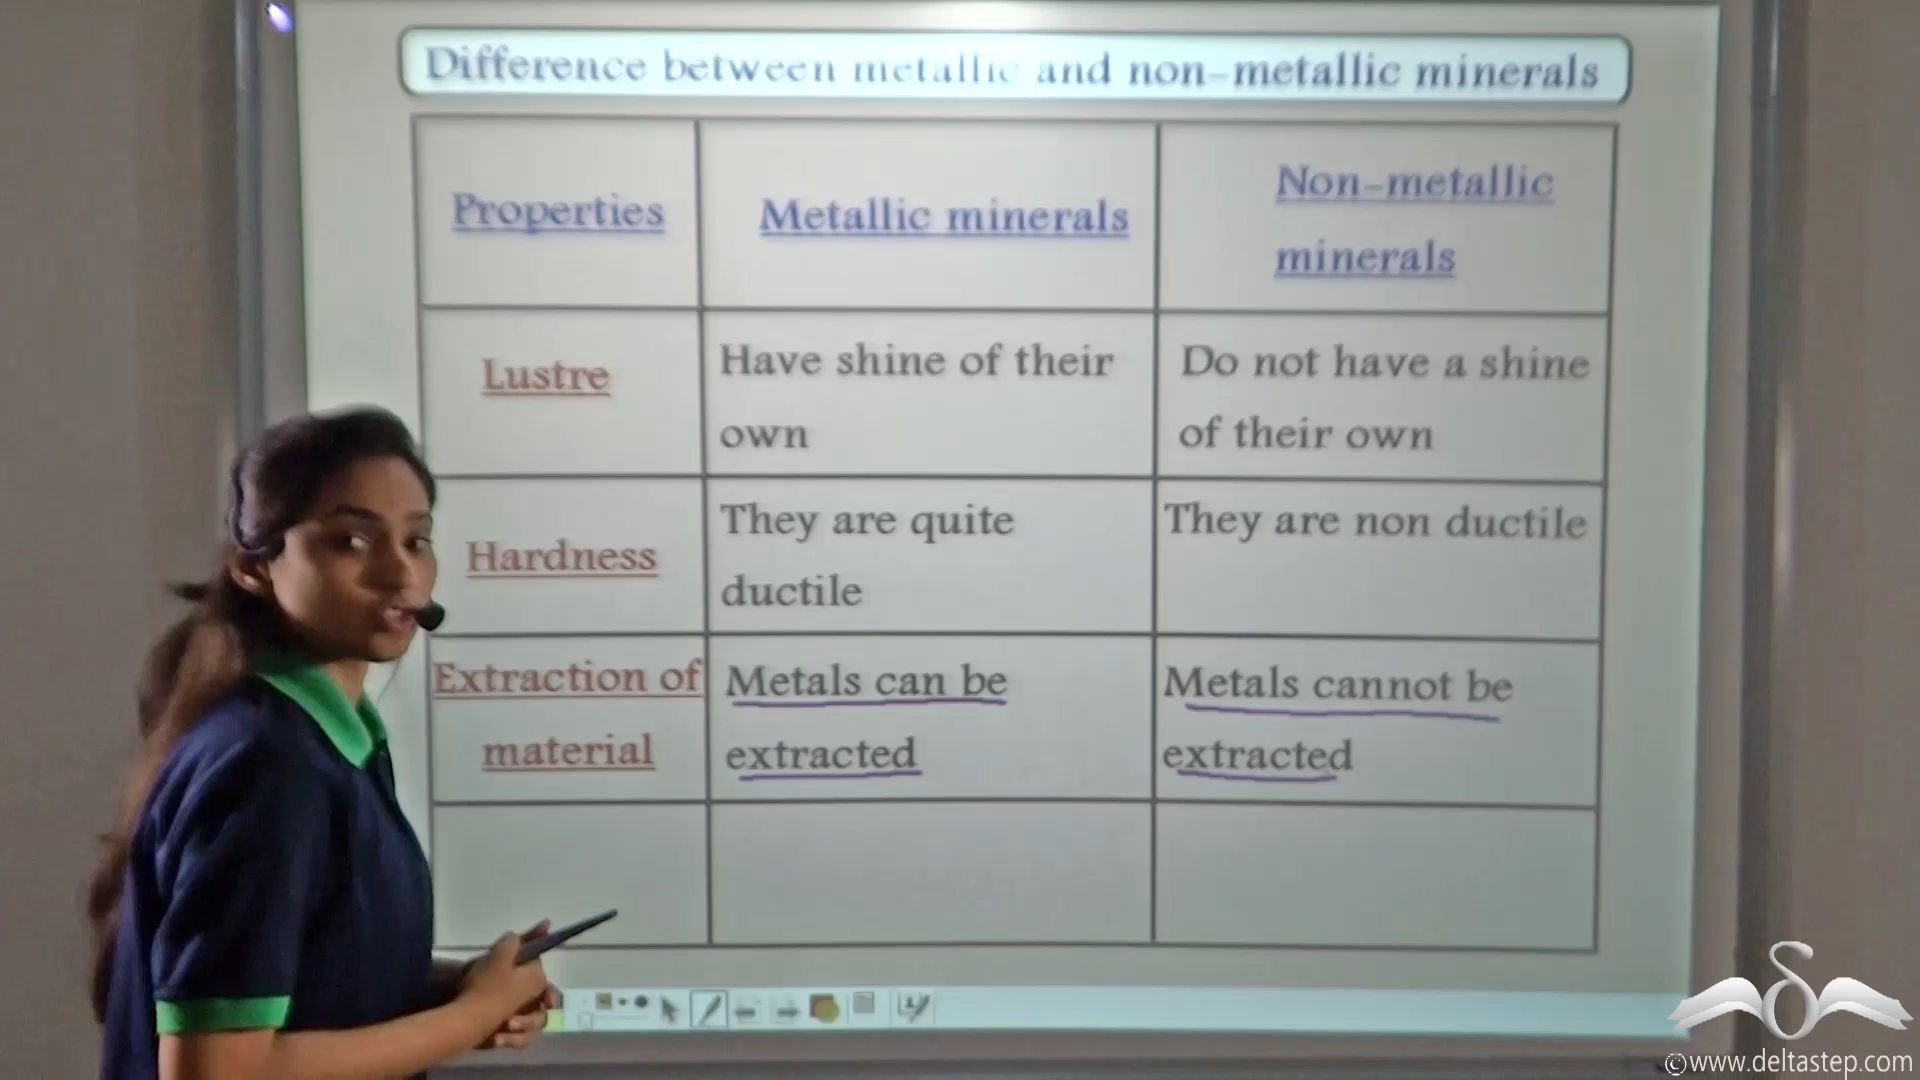 Difference between metallic and non-metallic minerals
Properties
Metallic minerals
Non-metallic
minerals
Lustre
Have shine of their
own
Do not have a shine
of their own
Hardness
They are quite
ductile
They are non ductile
Extraction of
material
Metals can be
extracted
Metals cannot be
extracted
©www.deltastep.com